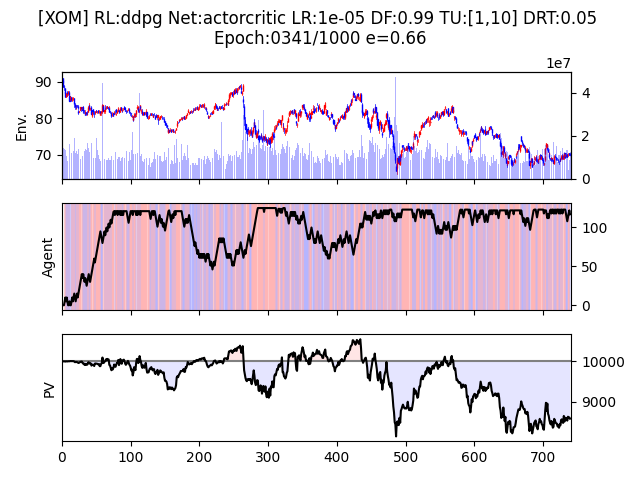 [XOM] RL:ddpg Net:actorcritic LR:1e-05 DF:0.99 TU:[1,10] DRT:0.05
Epoch:0341/1000 e=0.66
1e7
90
80
70
Env.
4
2
0
Agent
100
50
0
PV
10000
9000
0 100 200 300 400 500 600 700